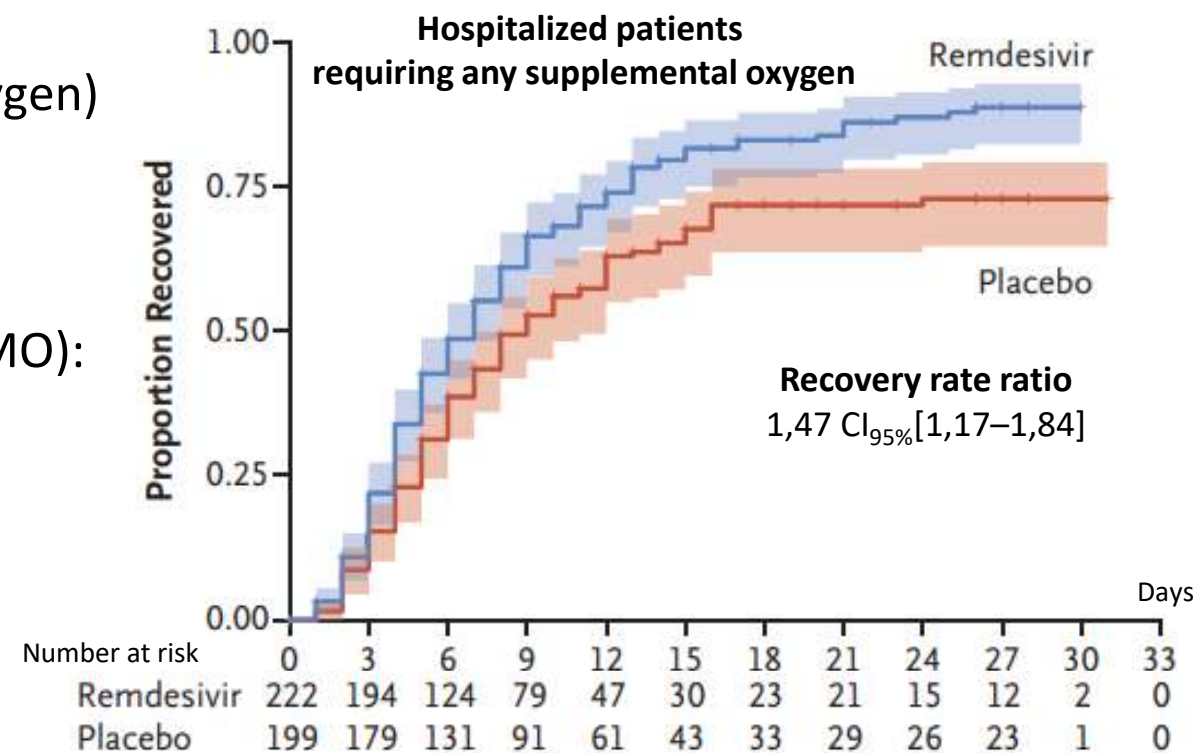 ygen)
MO):
Hospitalized patients
requiring any supplemental oxygen
Remdesivir
Placebo
Recovery rate ratio
1,47 CI95%[1,17–1,84]
Proportion Recovered
1.00
0.75
0.50
0.25
0.00
Days
0 3 6 9 12 15 18 21 24 27 30 33
Number at risk
Remdesivir 222 194 124 79 47 30 23 21 15 12 2 0
Placebo 199 179 131 91 61 43 33 29 26 23 1 0